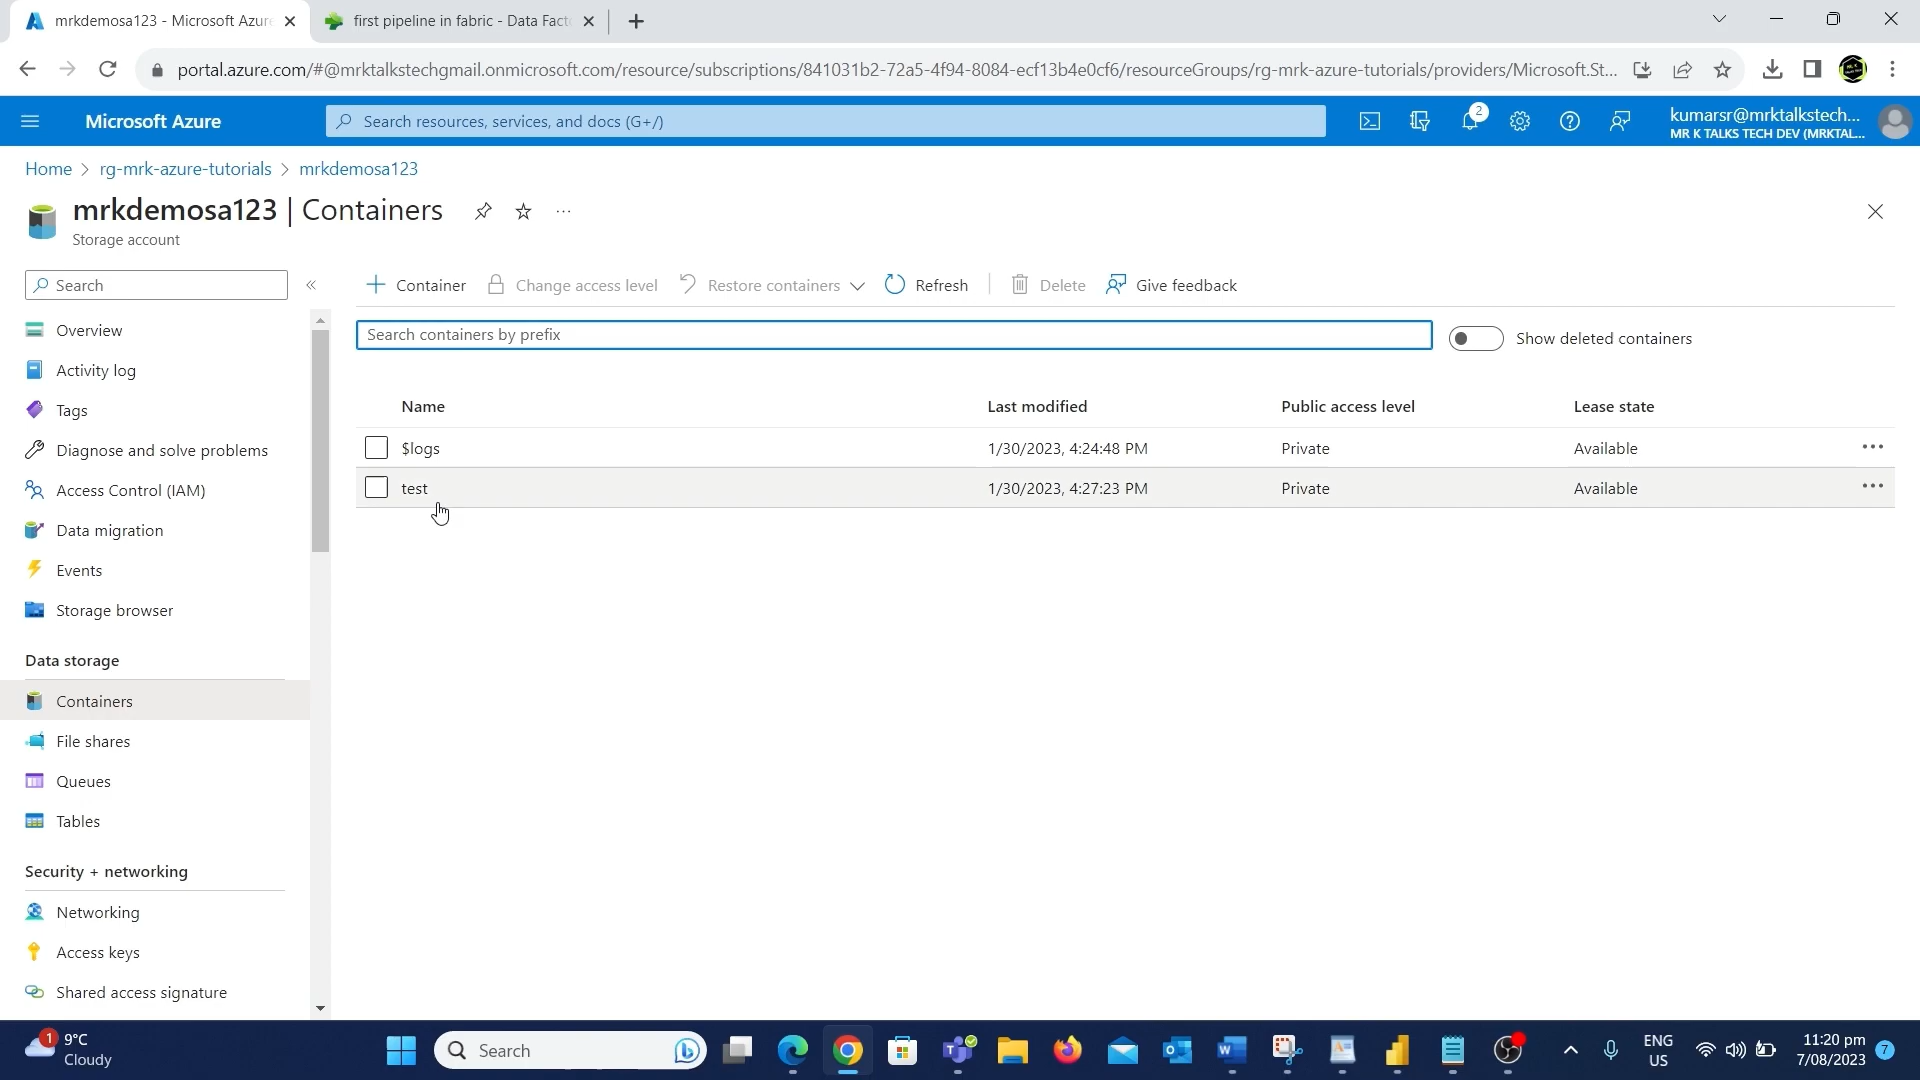 mrkdemosa123 - Microsoft Azure
first pipeline in fabric - Data Fact
portal.azure.com/#@mrktalkstechgmail.onmicrosoft.com/resource/subscriptions/841031b2-72a5-4f94-8084-ecf13b4e0cf6/resourceGroups/rg-mrk-azure-tutorials/providers/Microsoft.St...
Microsoft Azure
Search resources, services, and docs (G+/)
2
kumarsr@mrktalkstech...
MR K TALKS TECH DEV (MRKTAL...
Home > rg-mrk-azure-tutorials > mrkdemosa123
mrkdemosa123 | Containers
Storage account
Search
Container
Change access level
Restore containers
Refresh
Delete
Give feedback
Search containers by prefix
Show deleted containers
Name Last modified Public access level Lease state
$logs 1/30/2023, 4:24:48 PM Private Available
test 1/30/2023, 4:27:23 PM Private Available
Overview
Activity log
Tags
Diagnose and solve problems
Access Control (IAM)
Data migration
Events
Storage browser
Data storage
Containers
File shares
Queues
Tables
Security + networking
Networking
Access keys
Shared access signature
1
9°C
Cloudy
Search
ENG
US
11:20 pm
7/08/2023
7